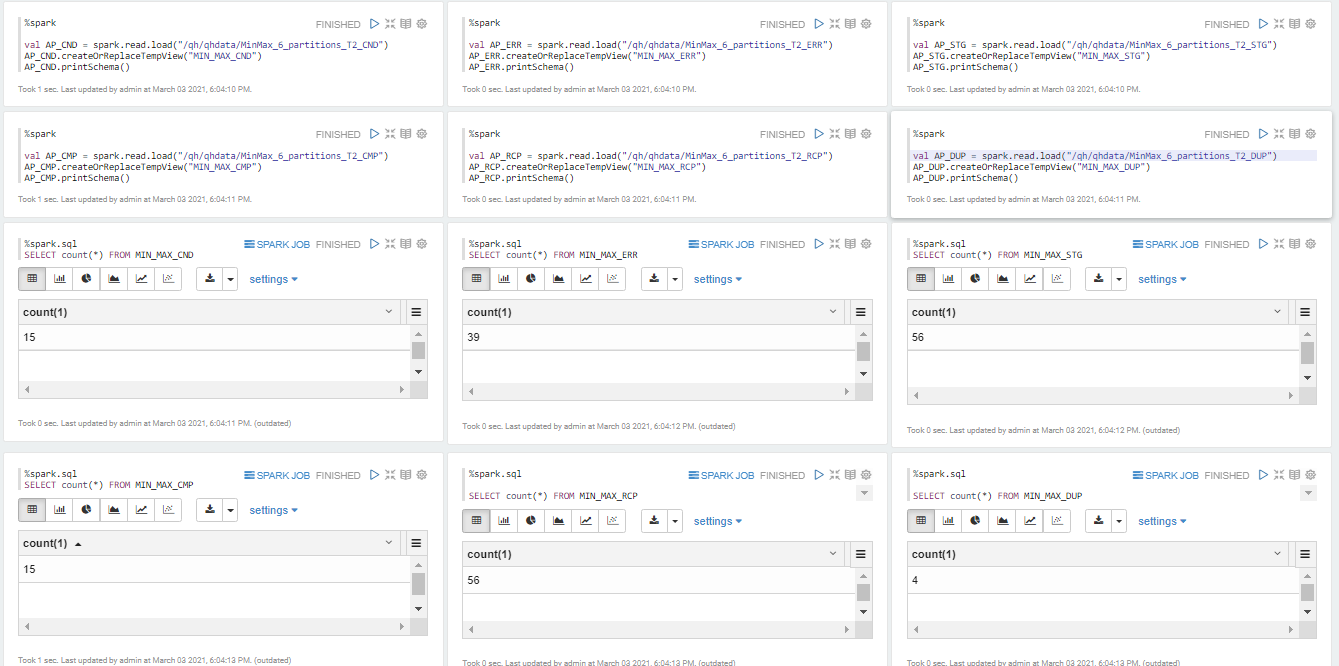 %spark
FINISHED
val AP_CND = spark.read.load("/qh/qhdata/MinMax_6_partitions_T2_CND")
AP_CND.createOrReplaceTempView("MIN_MAX_CND")
AP_CND.printSchema()
Took 1 sec. Last updated by admin at March 03 2021, 6:04:10 PM.
%spark
FINISHED
val AP_ERR = spark.read.load("/qh/qhdata/MinMax_6_partitions_T2_ERR")
AP_ERR.createOrReplaceTempView("MIN_MAX_ERR")
AP_ERR.printSchema()
Took 0 sec. Last updated by admin at March 03 2021, 6:04:10 PM.
%spark
FINISHED
val AP_STG = spark.read.load("/qh/qhdata/MinMax_6_partitions_T2_STG")
AP_STG.createOrReplaceTempView("MIN_MAX_STG")
AP_STG.printSchema()
Took 0 sec. Last updated by admin at March 03 2021, 6:04:10 PM.
%spark
FINISHED
val AP_CMP = spark.read.load("/qh/qhdata/MinMax_6_partitions_T2_CMP")
AP_CMP.createOrReplaceTempView("MIN_MAX_CMP")
AP_CMP.printSchema()
Took 1 sec. Last updated by admin at March 03 2021, 6:04:11 PM.
%spark
FINISHED
val AP_RCP = spark.read.load("/qh/qhdata/MinMax_6_partitions_T2_RCP")
AP_RCP.createOrReplaceTempView("MIN_MAX_RCP")
AP_RCP.printSchema()
Took 0 sec. Last updated by admin at March 03 2021, 6:04:11 PM.
%spark
FINISHED
val AP_DUP = spark.read.load("/qh/qhdata/MinMax_6_partitions_T2_DUP")
AP_DUP.createOrReplaceTempView("MIN_MAX_DUP")
AP_DUP.printSchema()
Took 0 sec. Last updated by admin at March 03 2021, 6:04:11 PM.
%spark.sql
SPARK JOB FINISHED
SELECT count(*) FROM MIN_MAX_CND
settings
count(1)
15
Took 0 sec. Last updated by admin at March 03 2021, 6:04:11 PM. (outdated)
%spark.sql
SPARK JOB FINISHED
SELECT count(*) FROM MIN_MAX_ERR
settings
count(1)
39
Took 0 sec. Last updated by admin at March 03 2021, 6:04:12 PM. (outdated)
%spark.sql
SPARK JOB FINISHED
SELECT count(*) FROM MIN_MAX_STG
settings
count(1)
56
Took 0 sec. Last updated by admin at March 03 2021, 6:04:12 PM. (outdated)
%spark.sql
SPARK JOB FINISHED
SELECT count(*) FROM MIN_MAX_CMP
settings
count(1)
15
Took 1 sec. Last updated by admin at March 03 2021, 6:04:13 PM. (outdated)
%spark.sql
SPARK JOB FINISHED
SELECT count(*) FROM MIN_MAX_RCP
settings
count(1)
56
Took 0 sec. Last updated by admin at March 03 2021, 6:04:13 PM. (outdated)
%spark.sql
SPARK JOB FINISHED
SELECT count(*) FROM MIN_MAX_DUP
settings
count(1)
4
Took 0 sec. Last updated by admin at March 03 2021, 6:04:13 PM. (outdated)